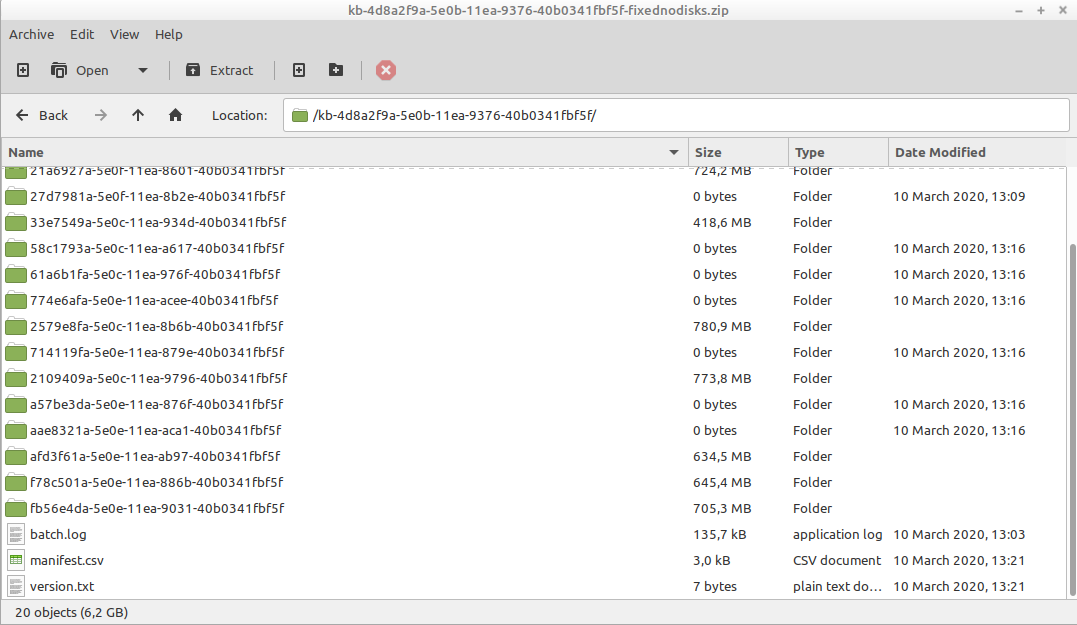 kb-4d8a2f9a-5e0b-11ea-9376-40b0341fbf5f-fixednodisks.zip
Archive Edit View Help
Open Extract
Back Location: /kb-4d8a2f9a-5e0b-11ea-9376-40b0341fbf5f/
Name Size Type Date Modified
21a6927a-5e0f-11ea-8601-40b0341fbf5f 724,2 MB Folder
27d7981a-5e0f-11ea-8b2e-40b0341fbf5f 0 bytes Folder 10 March 2020, 13:09
33e7549a-5e0c-11ea-934d-40b0341fbf5f 418,6 MB Folder
58c1793a-5e0c-11ea-a617-40b0341fbf5f 0 bytes Folder 10 March 2020, 13:16
61a6b1fa-5e0c-11ea-976f-40b0341fbf5f 0 bytes Folder 10 March 2020, 13:16
774e6afa-5e0e-11ea-acee-40b0341fbf5f 0 bytes Folder 10 March 2020, 13:16
2579e8fa-5e0c-11ea-8b6b-40b0341fbf5f 780,9 MB Folder
714119fa-5e0e-11ea-879e-40b0341fbf5f 0 bytes Folder 10 March 2020, 13:16
2109409a-5e0c-11ea-9796-40b0341fbf5f 773,8 MB Folder
a57be3da-5e0e-11ea-876f-40b0341fbf5f 0 bytes Folder 10 March 2020, 13:16
aae8321a-5e0e-11ea-aca1-40b0341fbf5f 0 bytes Folder 10 March 2020, 13:16
afd3f61a-5e0e-11ea-ab97-40b0341fbf5f 634,5 MB Folder
f78c501a-5e0e-11ea-886b-40b0341fbf5f 645,4 MB Folder
fb56e4da-5e0e-11ea-9031-40b0341fbf5f 705,3 MB Folder
batch.log 135,7 kB application log 10 March 2020, 13:03
manifest.csv 3,0 kB CSV document 10 March 2020, 13:21
version.txt 7 bytes plain text do... 10 March 2020, 13:21
20 objects (6,2 GB)